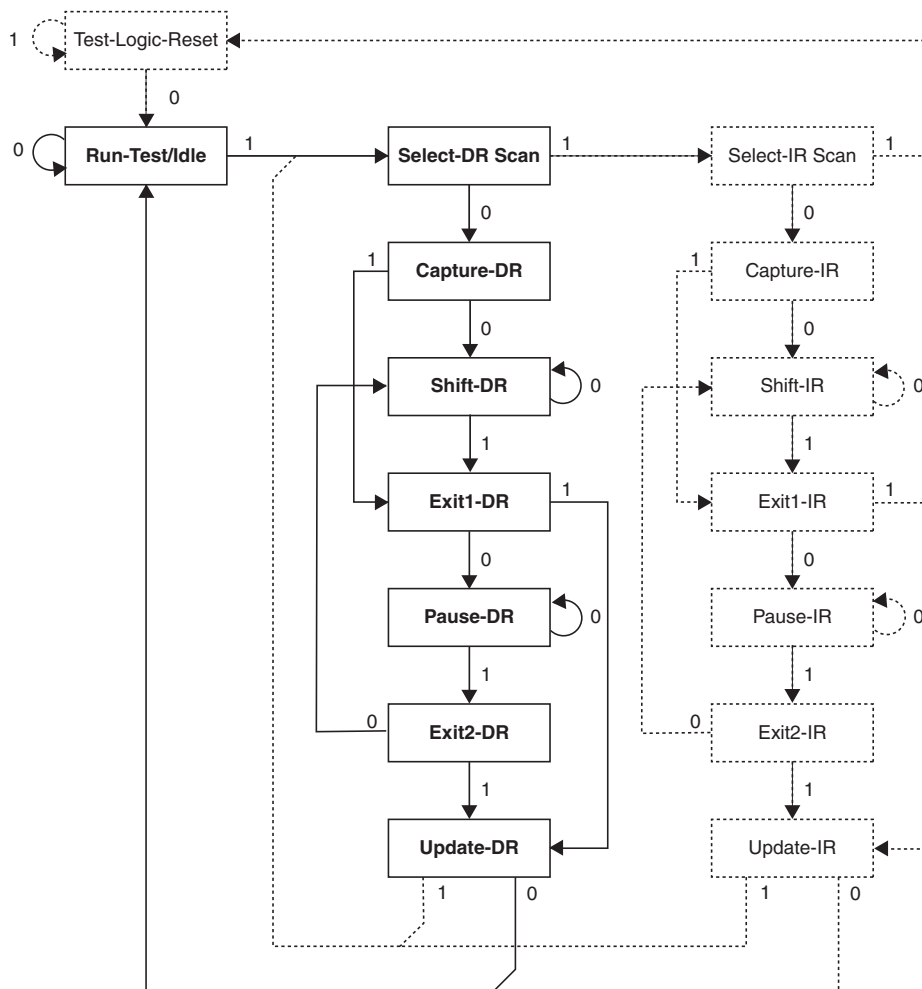 1 Test-Logic-Reset
0
0 Run-Test/Idle 1 Select-DR Scan 1 Select-IR Scan 1
0 0
1 Capture-DR 1 Capture-IR
0 0
Shift-DR 0 Shift-IR 0
1 1
Exit1-DR 1 Exit1-IR 1
0 0
Pause-DR 0 Pause-IR 0
1 1
0 Exit2-DR 0 Exit2-IR
1 1
Update-DR Update-IR
1 0 1 0